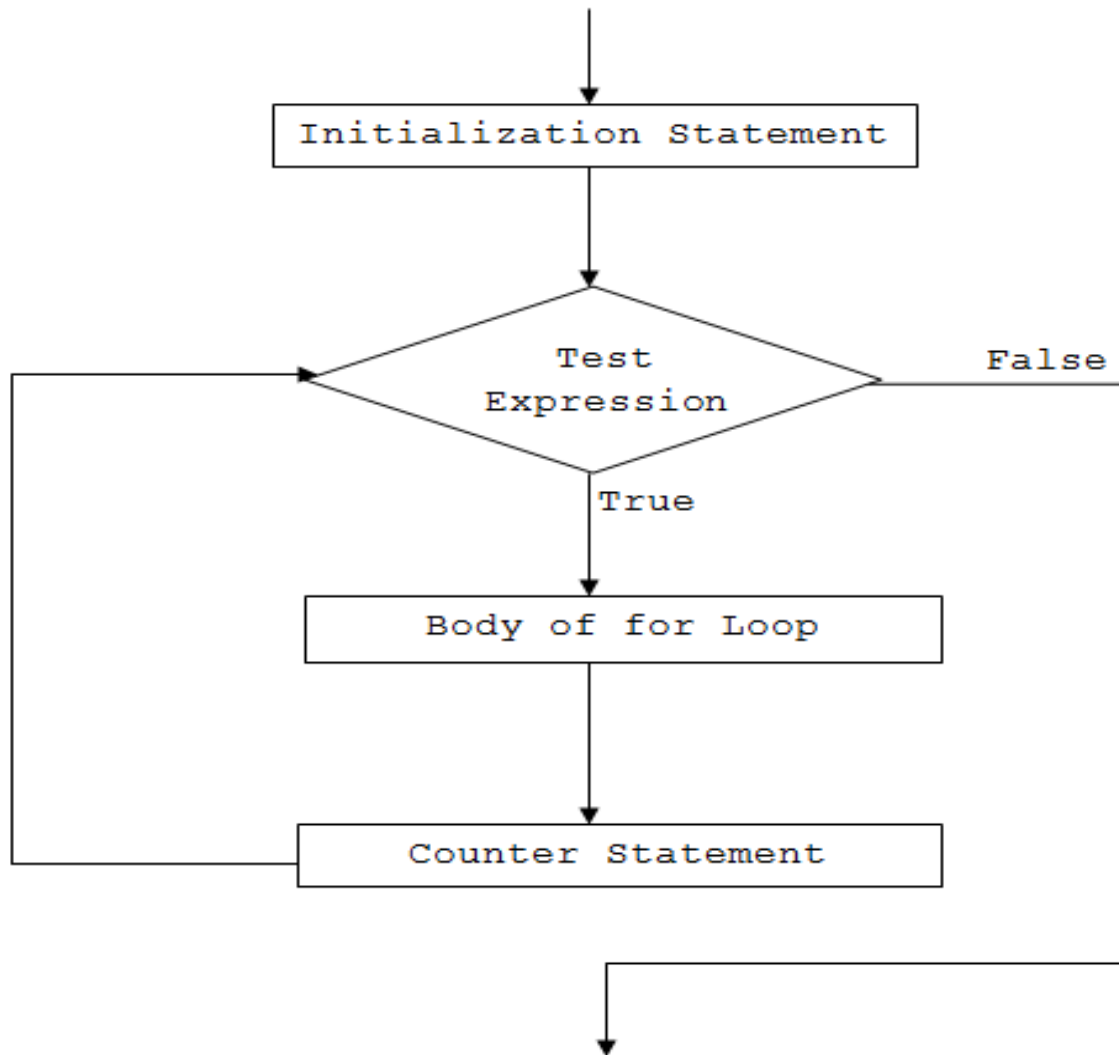 Initialization Statement
Test
Expression
False
True
Body of for Loop
Counter Statement